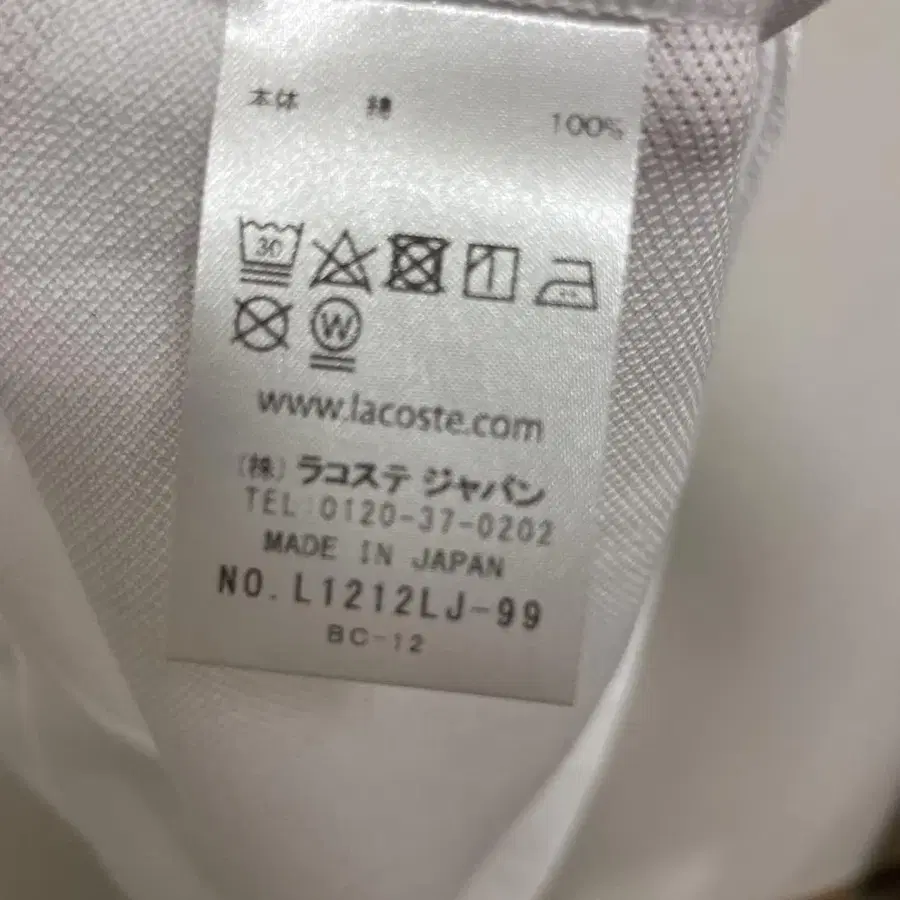 本体 綿 100%
30
W
www.lacoste.com
(株) ラコステ ジャパン
TEL:0120-37-0202
MADE IN JAPAN
NO. L1212LJ-99
BC-12